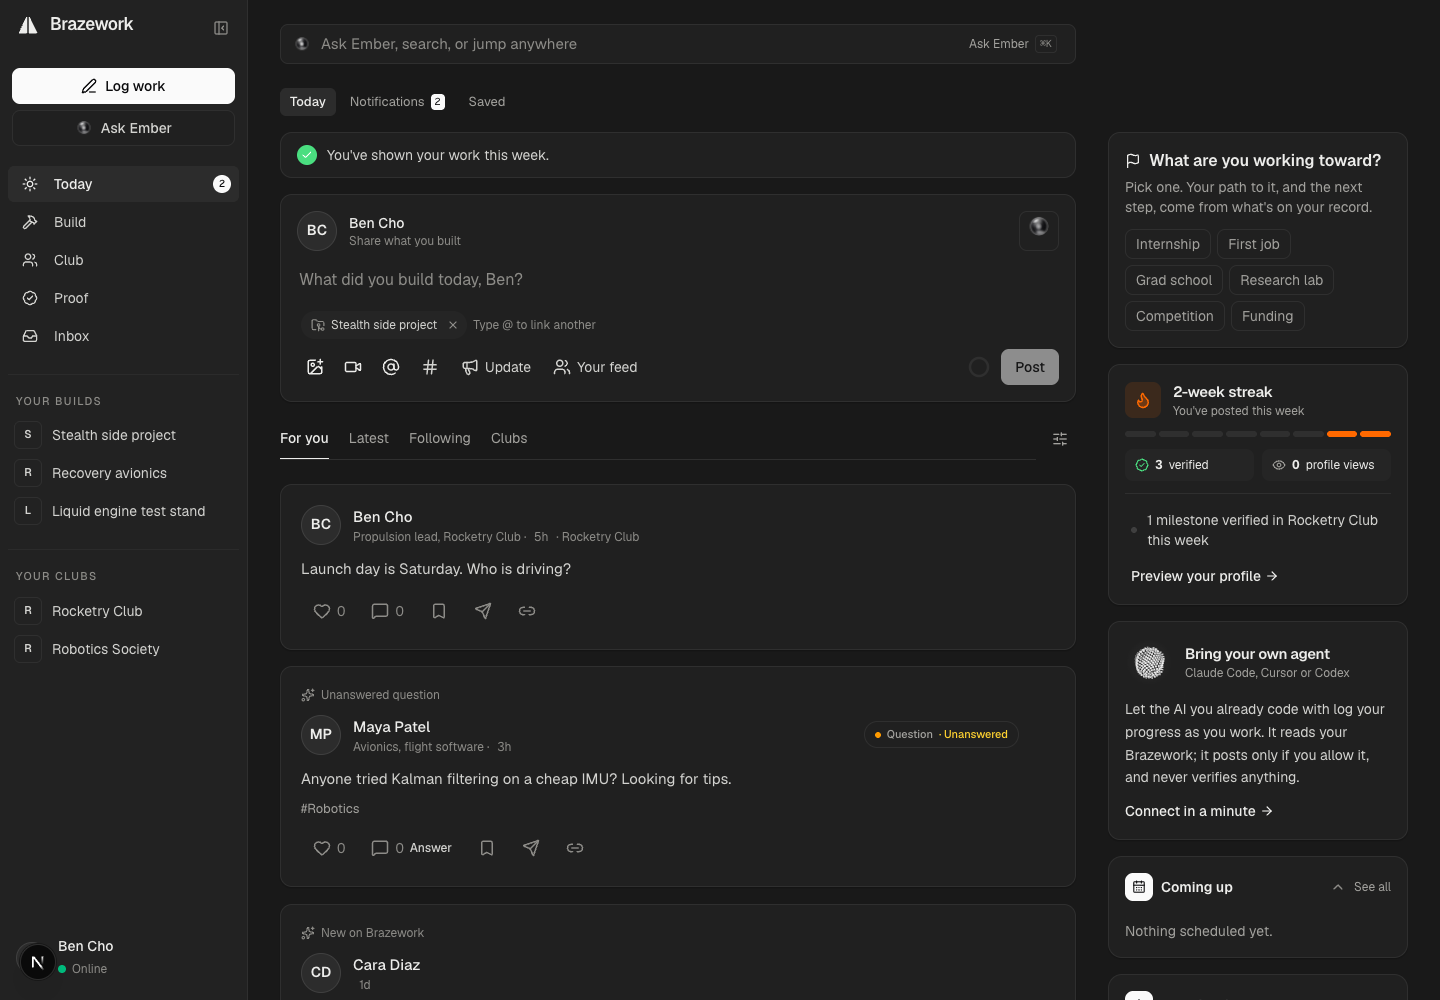 Brazework
Log work
Ask Ember
Today 2
Build
Club
Proof
Inbox
YOUR BUILDS
S Stealth side project
R Recovery avionics
L Liquid engine test stand
YOUR CLUBS
R Rocketry Club
R Robotics Society
N
Ben Cho
Online
Ask Ember, search, or jump anywhere
Ask Ember ⌘K
Today Notifications 2 Saved
You've shown your work this week.
BC
Ben Cho
Share what you built
What did you build today, Ben?
Stealth side project Type @ to link another
Update Your feed
Post
For you Latest Following Clubs
BC
Ben Cho
Propulsion lead, Rocketry Club · 5h · Rocketry Club
Launch day is Saturday. Who is driving?
0 0
Unanswered question
MP
Maya Patel
Avionics, flight software · 3h
Question · Unanswered
Anyone tried Kalman filtering on a cheap IMU? Looking for tips.
#Robotics
0 0 Answer
New on Brazework
CD
Cara Diaz
1d
What are you working toward?
Pick one. Your path to it, and the next
step, come from what's on your record.
Internship First job
Grad school Research lab
Competition Funding
2-week streak
You've posted this week
3 verified 0 profile views
1 milestone verified in Rocketry Club
this week
Preview your profile →
Bring your own agent
Claude Code, Cursor or Codex
Let the AI you already code with log your
progress as you work. It reads your
Brazework; it posts only if you allow it,
and never verifies anything.
Connect in a minute →
Coming up
See all
Nothing scheduled yet.